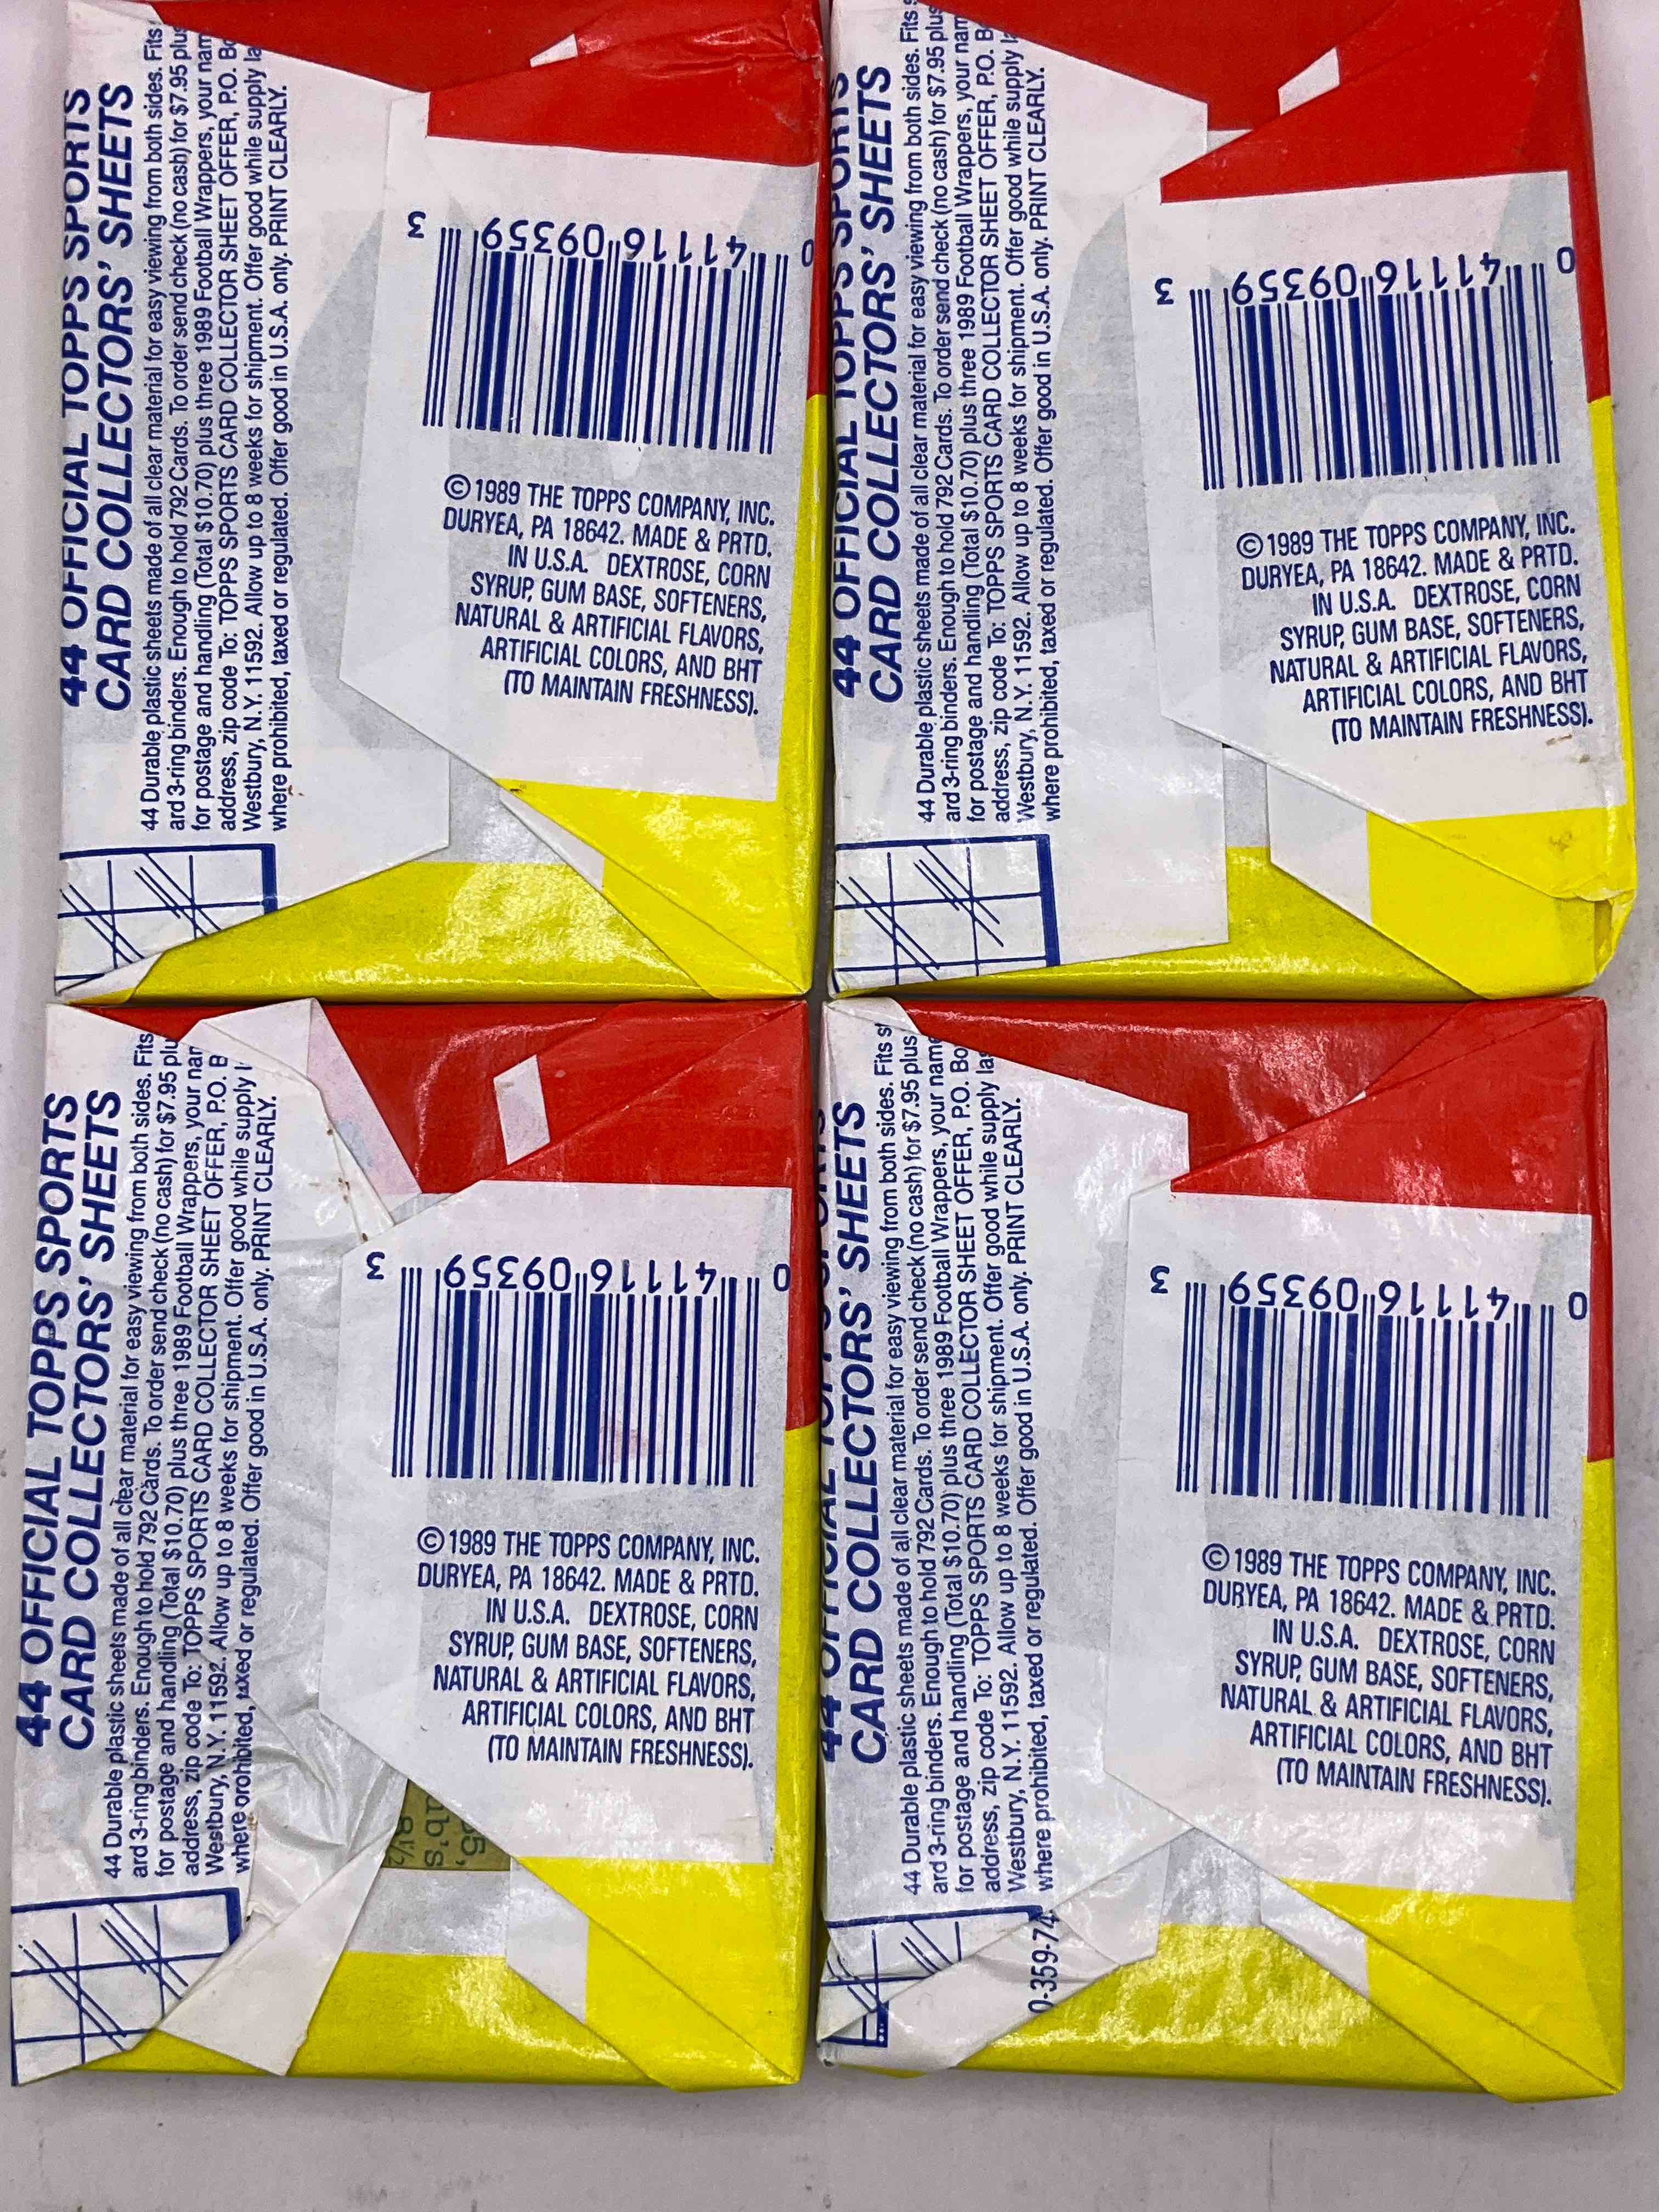 44 OFFICIAL TOPPS SPORTS
CARD COLLECTORS' SHEETS
44 Durable plastic sheets made of all clear material for easy viewing from both sides. Fits
ard 3-ring binders. Enough to hold 792 Cards. To order send check (no cash) for $7.95 plus
for postage and handling (Total $10.70) plus three 1989 Football Wrappers, your nam
address, zip code To: TOPPS SPORTS CARD COLLECTOR SHEET OFFER, P.O. Bo
Westbury, N.Y. 11592. Allow up to 8 weeks for shipment. Offer good while supply la
where prohibited, taxed or regulated. Offer good in U.S.A. only. PRINT CLEARLY.
0 41116 09359 3
©1989 THE TOPPS COMPANY, INC.
DURYEA, PA 18642. MADE & PRTD.
IN U.S.A. DEXTROSE, CORN
SYRUP, GUM BASE, SOFTENERS,
NATURAL & ARTIFICIAL FLAVORS,
ARTIFICIAL COLORS, AND BHT
(TO MAINTAIN FRESHNESS).
44 OFFICIAL TOPPS SPORTS
CARD COLLECTORS' SHEETS
44 Durable plastic sheets made of all clear material for easy viewing from both sides. Fits s
ard 3-ring binders. Enough to hold 792 Cards. To order send check (no cash) for $7.95 plus
for postage and handling (Total $10.70) plus three 1989 Football Wrappers, your nam
address, zip code To: TOPPS SPORTS CARD COLLECTOR SHEET OFFER, P.O. B
Westbury, N.Y. 11592. Allow up to 8 weeks for shipment. Offer good while supply la
where prohibited, taxed or regulated. Offer good in U.S.A. only. PRINT CLEARLY.
0 41116 09359 3
©1989 THE TOPPS COMPANY, INC.
DURYEA, PA 18642. MADE & PRTD.
IN U.S.A. DEXTROSE, CORN
SYRUP, GUM BASE, SOFTENERS,
NATURAL & ARTIFICIAL FLAVORS,
ARTIFICIAL COLORS, AND BHT
(TO MAINTAIN FRESHNESS).
44 OFFICIAL TOPPS SPORTS
CARD COLLECTORS' SHEETS
44 Durable plastic sheets made of all clear material for easy viewing from both sides. Fits
ard 3-ring binders. Enough to hold 792 Cards. To order send check (no cash) for $7.95 plu
for postage and handling (Total $10.70) plus three 1989 Football Wrappers, your nar
address, zip code To: TOPPS SPORTS CARD COLLECTOR SHEET OFFER, P.O. B
Westbury, N.Y. 11592. Allow up to 8 weeks for shipment. Offer good while supply l
where prohibited, taxed or regulated. Offer good in U.S.A. only. PRINT CLEARLY.
0 41116 09359 3
©1989 THE TOPPS COMPANY, INC.
DURYEA, PA 18642. MADE & PRTD.
IN U.S.A. DEXTROSE, CORN
SYRUP, GUM BASE, SOFTENERS,
NATURAL & ARTIFICIAL FLAVORS,
ARTIFICIAL COLORS, AND BHT
(TO MAINTAIN FRESHNESS).
5,
ub's
8½
44 OFFICIAL
CARD COLLECTORS' SHEETS
44 Durable plastic sheets made of all clear material for easy viewing from both sides. Fits st
ard 3-ring binders. Enough to hold 792 Cards. To order send check (no cash) for $7.95 plus
for postage and handling (Total $10.70) plus three 1989 Football Wrappers, your name
address, zip code To: TOPPS SPORTS CARD COLLECTOR SHEET OFFER, P.O. Bo
Westbury, N.Y. 11592. Allow up to 8 weeks for shipment. Offer good while supply las
where prohibited, taxed or regulated. Offer good in U.S.A. only. PRINT CLEARLY.
0-359-74
0 41116 09359 3
©1989 THE TOPPS COMPANY, INC.
DURYEA, PA 18642. MADE & PRTD.
IN U.S.A. DEXTROSE, CORN
SYRUP, GUM BASE, SOFTENERS,
NATURAL & ARTIFICIAL FLAVORS,
ARTIFICIAL COLORS, AND BHT
(TO MAINTAIN FRESHNESS).